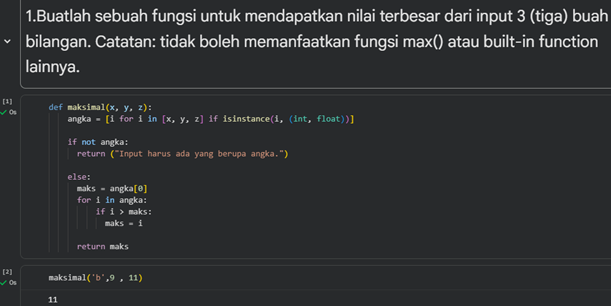 1.Buatlah sebuah fungsi untuk mendapatkan nilai terbesar dari input 3 (tiga) buah
bilangan. Catatan: tidak boleh memanfaatkan fungsi max() atau built-in function
lainnya.
[1]
0s
def maksimal(x, y, z):
angka = [i for i in [x, y, z] if isinstance(i, (int, float))]
if not angka:
return ("Input harus ada yang berupa angka.")
else:
maks = angka[0]
for i in angka:
if i > maks:
maks = i
return maks
[2]
0s
maksimal('b',9 , 11)
11